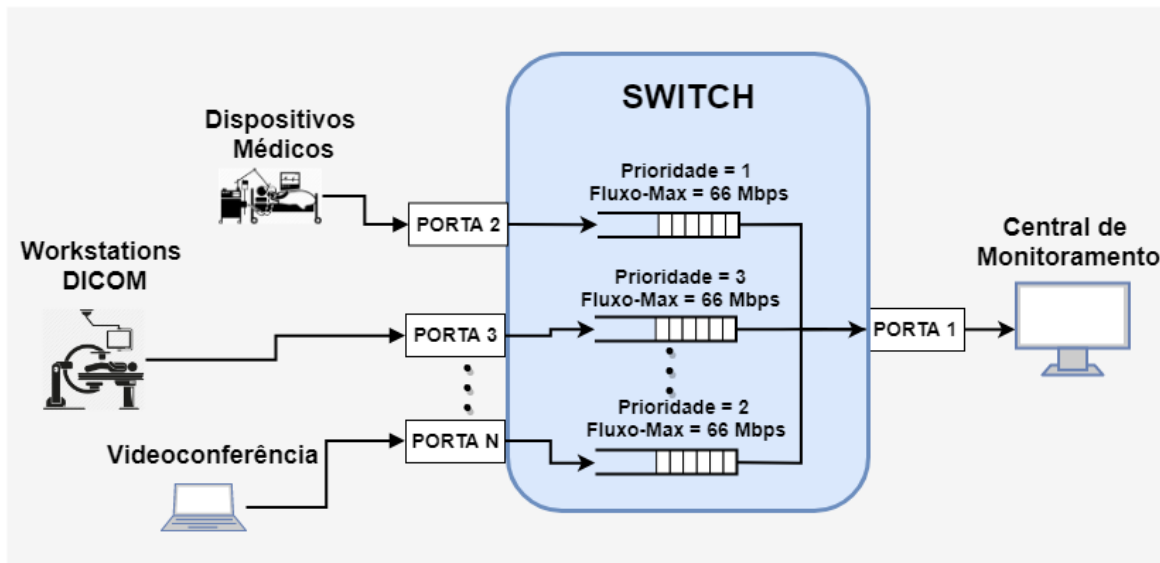 SWITCH
Dispositivos
Médicos
Prioridade = 1
Fluxo-Max = 66 Mbps
PORTA 2
Workstations
DICOM
Prioridade = 3
Fluxo-Max = 66 Mbps
PORTA 3
Central de
Monitoramento
PORTA 1
Prioridade = 2
Fluxo-Max = 66 Mbps
PORTA N
Videoconferência